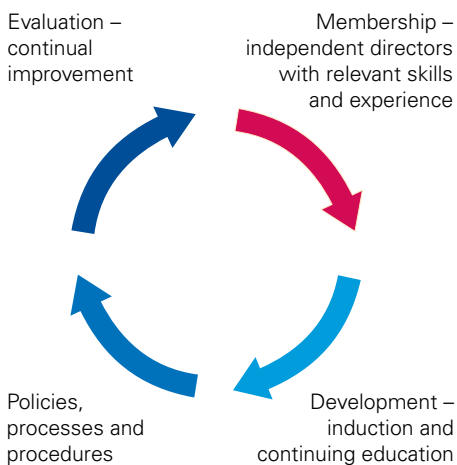 Evaluation –
continual
improvement
Membership –
independent directors
with relevant skills
and experience
Policies,
processes and
procedures
Development –
induction and
continuing education